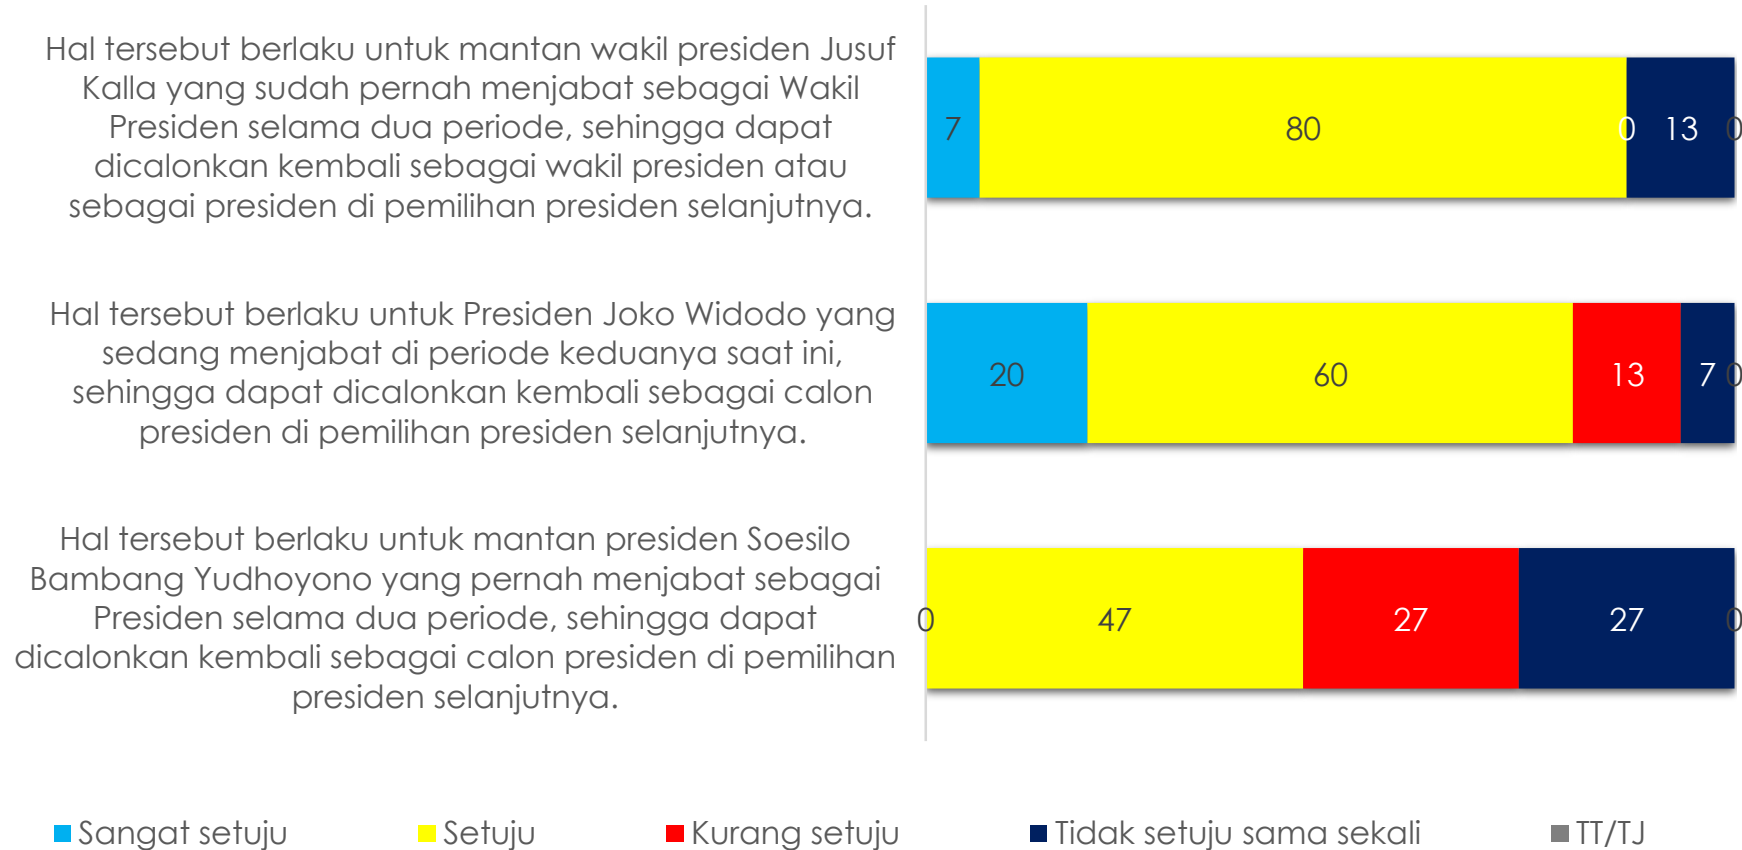 Hal tersebut berlaku untuk mantan wakil presiden Jusuf
Kalla yang sudah pernah menjabat sebagai Wakil
Presiden selama dua periode, sehingga dapat
dicalonkan kembali sebagai wakil presiden atau
sebagai presiden di pemilihan presiden selanjutnya.
7 80 0 13 0
Hal tersebut berlaku untuk Presiden Joko Widodo yang
sedang menjabat di periode keduanya saat ini,
sehingga dapat dicalonkan kembali sebagai calon
presiden di pemilihan presiden selanjutnya.
20 60 13 7 0
Hal tersebut berlaku untuk mantan presiden Soesilo
Bambang Yudhoyono yang pernah menjabat sebagai
Presiden selama dua periode, sehingga dapat
dicalonkan kembali sebagai calon presiden di pemilihan
presiden selanjutnya.
0 47 27 27 0
Sangat setuju Setuju Kurang setuju Tidak setuju sama sekali TT/TJ